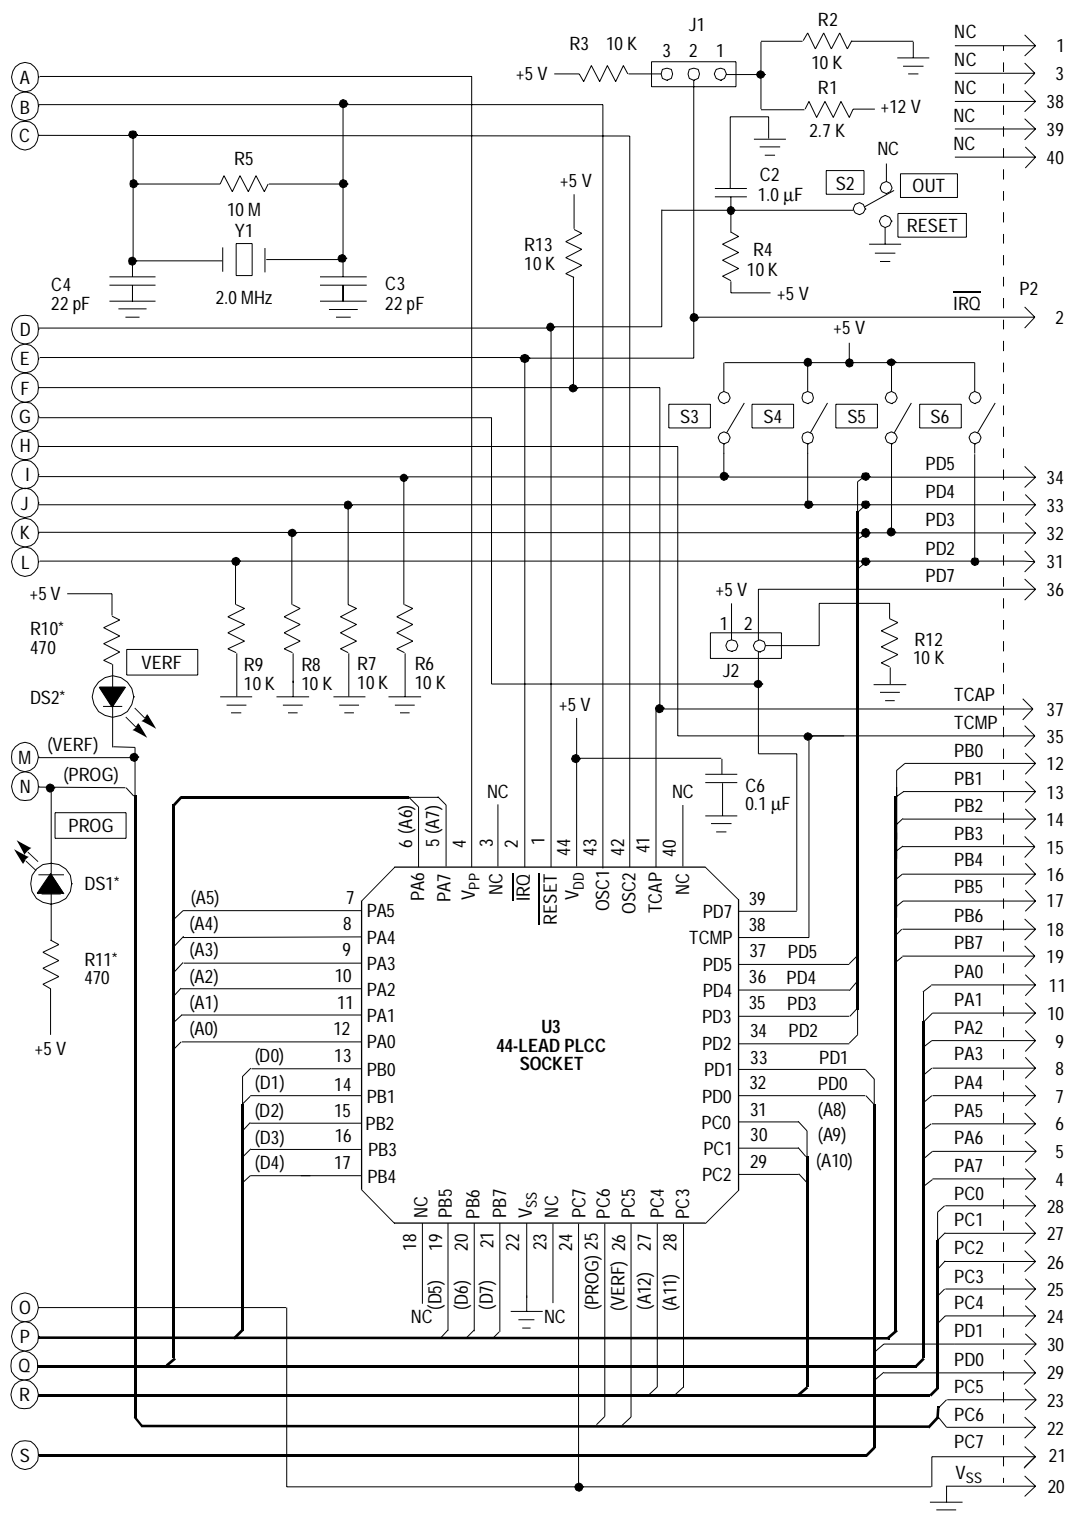 J1
R3 10 K
3 2 1
+5 V
R2
10 K
R1
2.7 K
+12 V
NC 1
NC 3
NC 38
NC 39
NC 40
A
B
C
R5
10 M
Y1
2.0 MHz
C4
22 pF
C3
22 pF
+5 V
R13
10 K
C2
1.0 µF
R4
10 K
+5 V
NC
S2
OUT
RESET
P2
IRQ 2
D
E
F
G
H
I
J
K
L
+5 V
S3
S4
S5
S6
PD5 34
PD4 33
PD3 32
PD2 31
PD7 36
+5 V
R10*
470
VERF
DS2*
R9
10 K
R8
10 K
R7
10 K
R6
10 K
+5 V
1 2
J2
R12
10 K
+5 V
C6
0.1 µF
M
(VERF)
N
(PROG)
PROG
DS1*
R11*
470
+5 V
TCAP 37
TCMP 35
PB0 12
PB1 13
PB2 14
PB3 15
PB4 16
PB5 17
PB6 18
PB7 19
PA0 11
PA1 10
PA2 9
PA3 8
PA4 7
PA5 6
PA6 5
PA7 4
PC0 28
PC1 27
PC2 26
PC3 25
PC4 24
PD1 30
PD0 29
PC5 23
PC6 22
PC7 21
VSS 20
NC
NC
6 (A6)
5 (A7)
4
3
2
1
44
43
42
41
40
PA6
PA7
VPP
NC
IRQ
RESET
VDD
OSC1
OSC2
TCAP
NC
(A5) 7 PA5
(A4) 8 PA4
(A3) 9 PA3
(A2) 10 PA2
(A1) 11 PA1
(A0) 12 PA0
(D0) 13 PB0
(D1) 14 PB1
(D2) 15 PB2
(D3) 16 PB3
(D4) 17 PB4
U3
44-LEAD PLCC
SOCKET
PD7 39
TCMP 38
PD5 37 PD5
PD4 36 PD4
PD3 35 PD3
PD2 34 PD2
PD1 33 PD1
PD0 32 PD0
PC0 31 (A8)
PC1 30 (A9)
PC2 29 (A10)
NC
PB5
PB6
PB7
VSS
NC
PC7
PC6
PC5
PC4
PC3
18
19
20
21
22
23
24
25
26
27
28
NC
(D5)
(D6)
(D7)
NC
(PROG)
(VERF)
(A12)
(A11)
O
P
Q
R
S